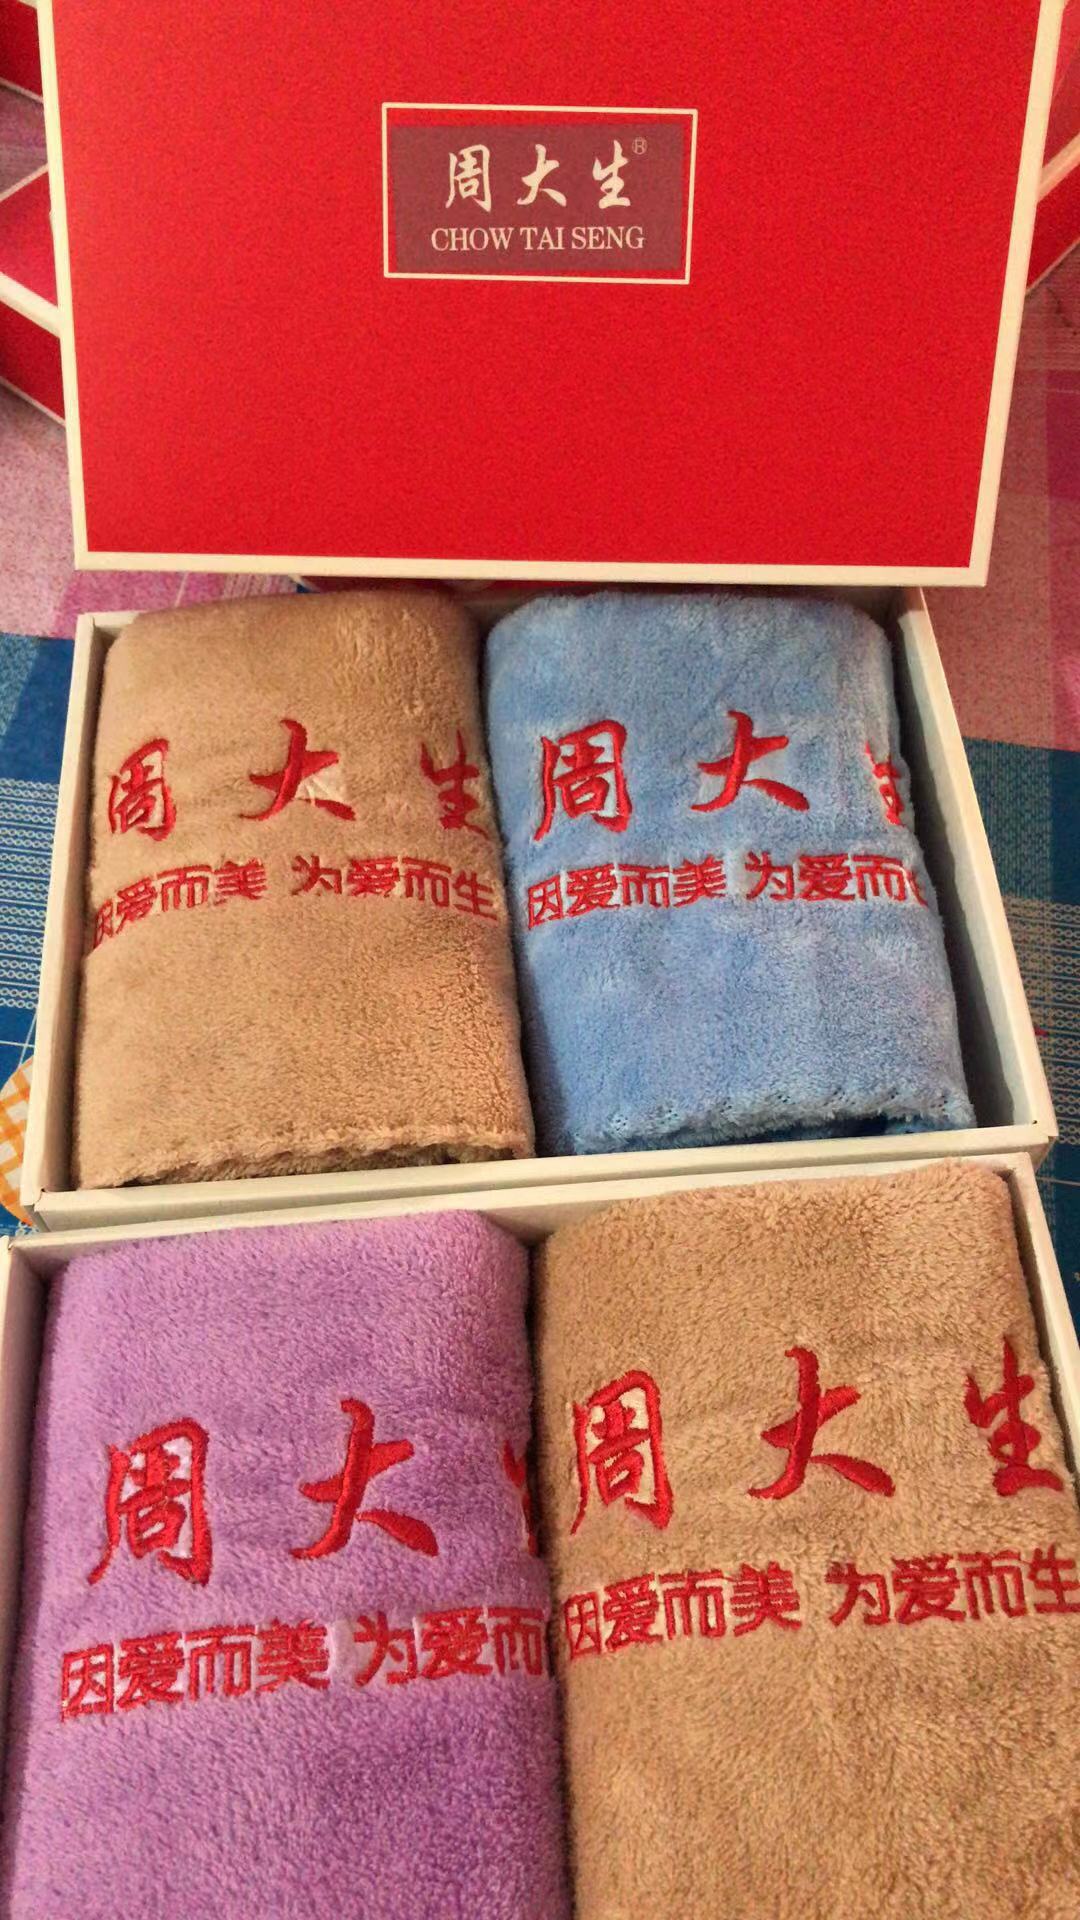 周大生®
CHOW TAI SENG
周大生
因爱而美 为爱而生
周大生
因爱而美 为爱而
周大
因爱而美 为爱而
周大生
因爱而美 为爱而生